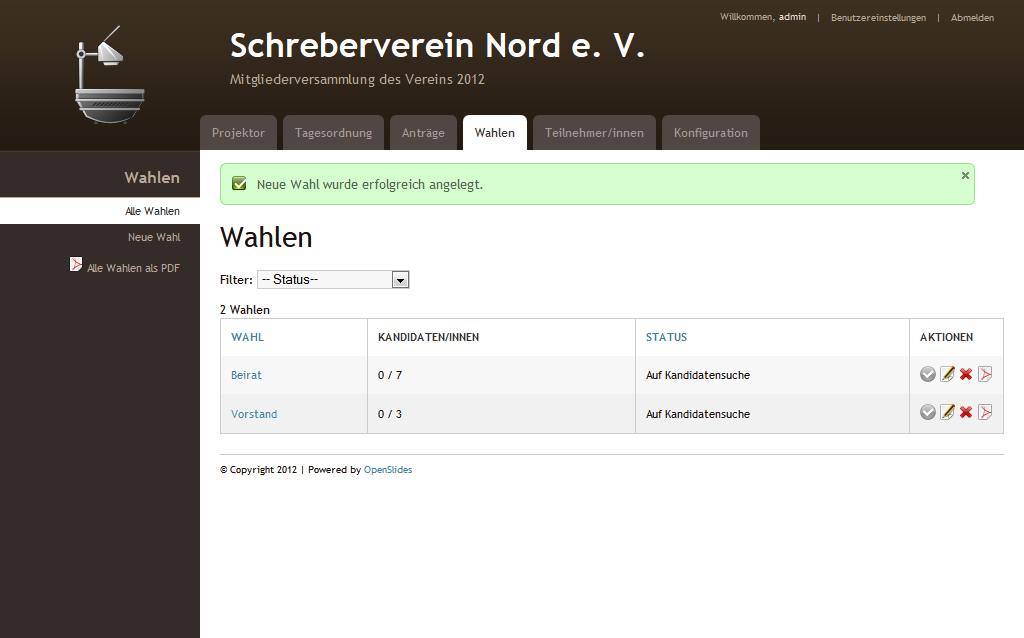 Willkommen, admin | Benutzereinstellungen | Abmelden
Schreberverein Nord e. V.
Mitgliederversammlung des Vereins 2012
Projektor Tagesordnung Anträge Wahlen Teilnehmer/innen Konfiguration
Wahlen
Alle Wahlen
Neue Wahl
Alle Wahlen als PDF
Neue Wahl wurde erfolgreich angelegt.
Wahlen
Filter: -- Status--
2 Wahlen
WAHL KANDIDATEN/INNEN STATUS AKTIONEN
Beirat 0 / 7 Auf Kandidatensuche
Vorstand 0 / 3 Auf Kandidatensuche
© Copyright 2012 | Powered by OpenSlides